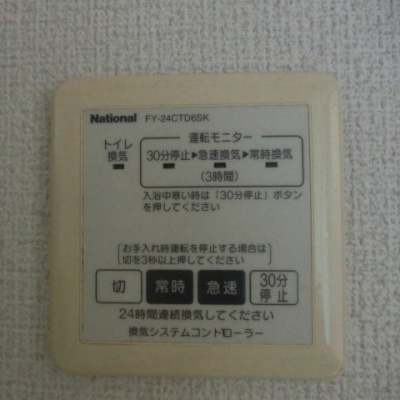 National FY-24CTD6SK
トイレ換気
運転モニター
30分停止▶急速換気▶常時換気
(3時間)
入浴中寒い時は「30分停止」ボタン
を押してください
お手入れ時運転を停止する場合は
切を3秒以上押してください
切 常時 急速 30分停止
24時間連続換気してください
換気システムコントローラー